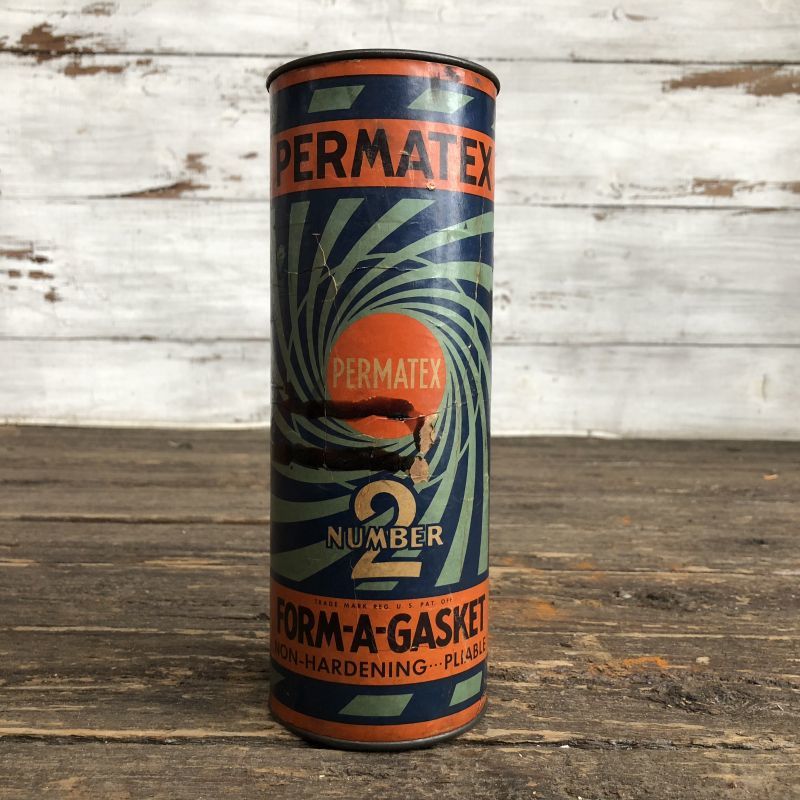 PERMATEX
PERMATEX
2
NUMBER
TRADE MARK REG. U. S. PAT. OFF.
FORM-A-GASKET
NON-HARDENING...PLIABLE